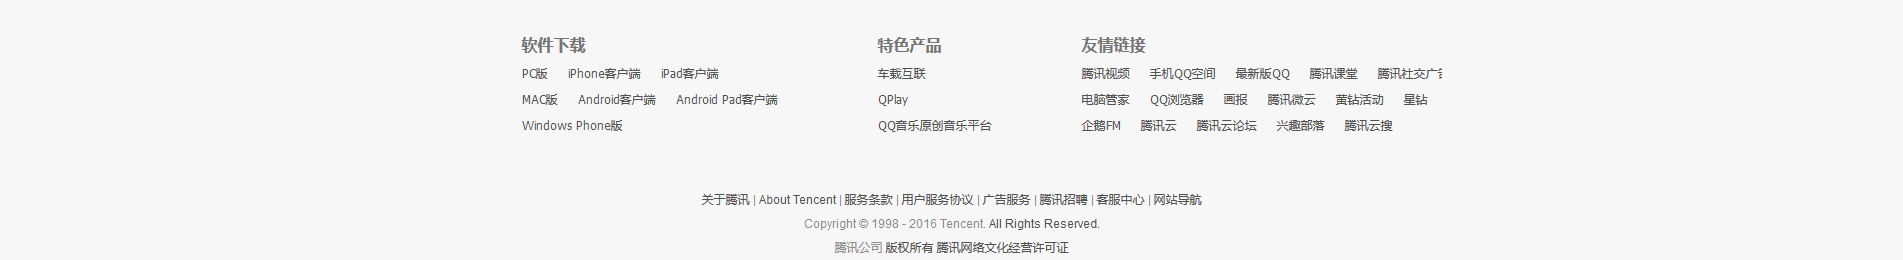 软件下载
PC版 iPhone客户端 iPad客户端
MAC版 Android客户端 Android Pad客户端
Windows Phone版
特色产品
车载互联
QPlay
QQ音乐原创音乐平台
友情链接
腾讯视频 手机QQ空间 最新版QQ 腾讯课堂 腾讯社交广告
电脑管家 QQ浏览器 画报 腾讯微云 黄钻活动 星钻
企鹅FM 腾讯云 腾讯云论坛 兴趣部落 腾讯云搜
关于腾讯 | About Tencent | 服务条款 | 用户服务协议 | 广告服务 | 腾讯招聘 | 客服中心 | 网站导航
Copyright © 1998 - 2016 Tencent. All Rights Reserved.
腾讯公司 版权所有 腾讯网络文化经营许可证